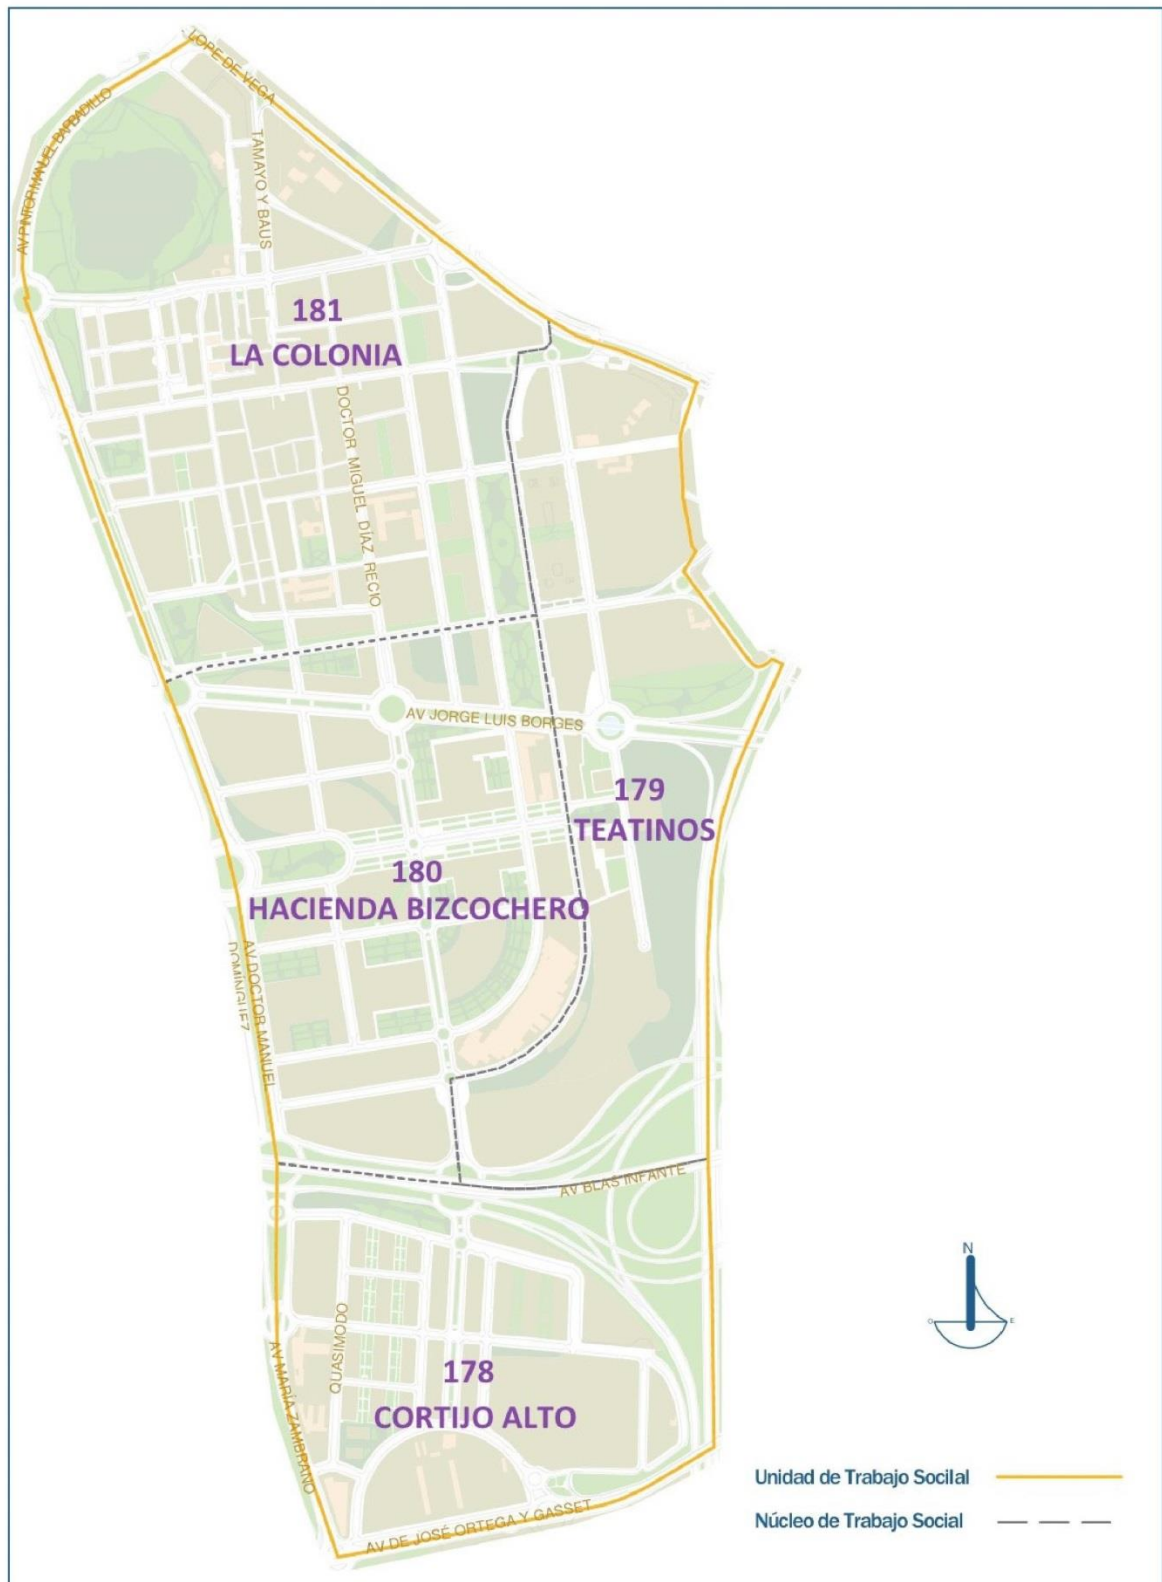 LOPE DE VEGA
AV PINTOR MANUEL BARBADILLO
TAMAYO Y BAUS
181
LA COLONIA
DOCTOR MIGUEL DÍAZ RECIO
AV JORGE LUIS BORGES
179
TEATINOS
180
HACIENDA BIZCOCHERO
AV DOCTOR MANUEL
DOMÍNGUEZ
AV BLAS INFANTE
N
O
E
QUASIMODO
AV MARÍA ZAMBRANO
178
CORTIJO ALTO
AV DE JOSÉ ORTEGA Y GASSET
Unidad de Trabajo Socilal
Núcleo de Trabajo Social